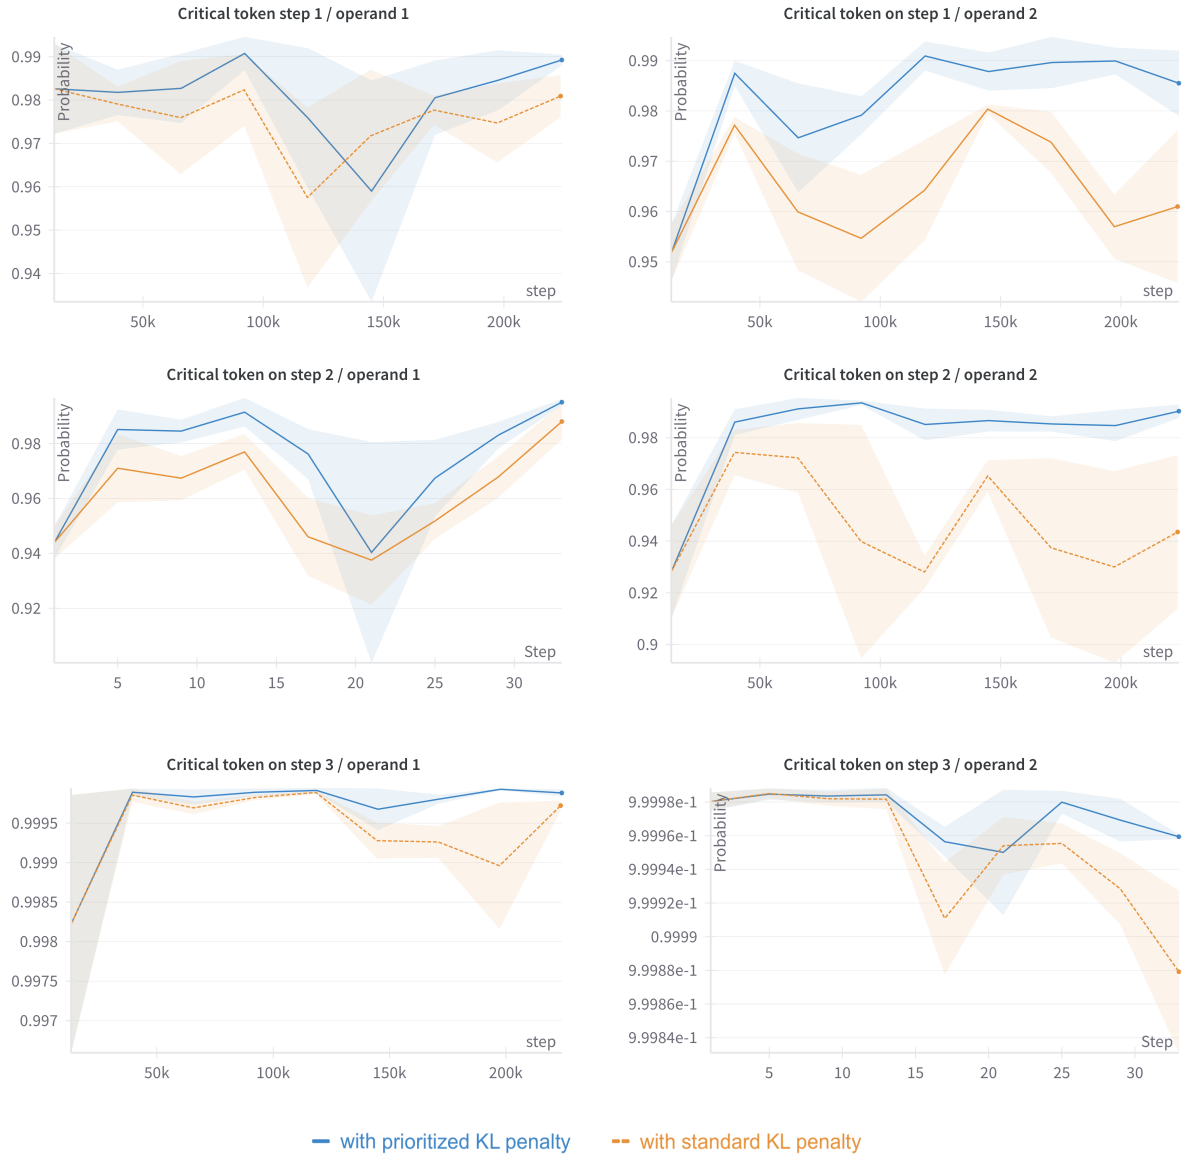 Critical token step 1 / operand 1
Probability
0.99
0.98
0.97
0.96
0.95
0.94
step
50k 100k 150k 200k
Critical token on step 1 / operand 2
Probability
0.99
0.98
0.97
0.96
0.95
step
50k 100k 150k 200k
Critical token on step 2 / operand 1
Probability
0.98
0.96
0.94
0.92
Step
5 10 15 20 25 30
Critical token on step 2 / operand 2
Probability
0.98
0.96
0.94
0.92
0.9
step
50k 100k 150k 200k
Critical token on step 3 / operand 1
0.9995
0.999
0.9985
0.998
0.9975
0.997
step
50k 100k 150k 200k
Critical token on step 3 / operand 2
Probability
9.9998e-1
9.9996e-1
9.9994e-1
9.9992e-1
0.9999
9.9988e-1
9.9986e-1
9.9984e-1
Step
5 10 15 20 25 30
with prioritized KL penalty
with standard KL penalty